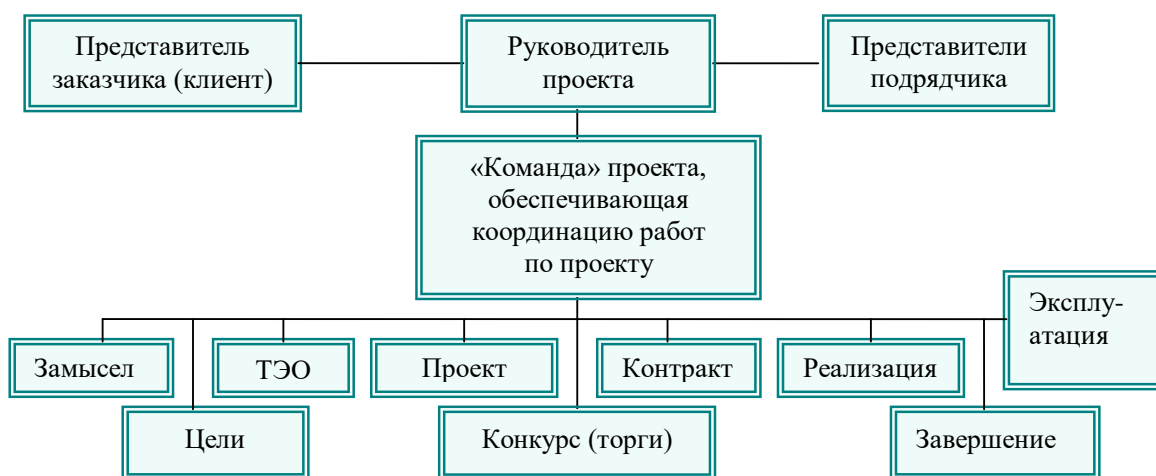 Представитель
заказчика (клиент)
Руководитель
проекта
Представители
подрядчика
«Команда» проекта,
обеспечивающая
координацию работ
по проекту
Эксплу-
атация
Замысел
ТЭО
Проект
Контракт
Реализация
Цели
Конкурс (торги)
Завершение